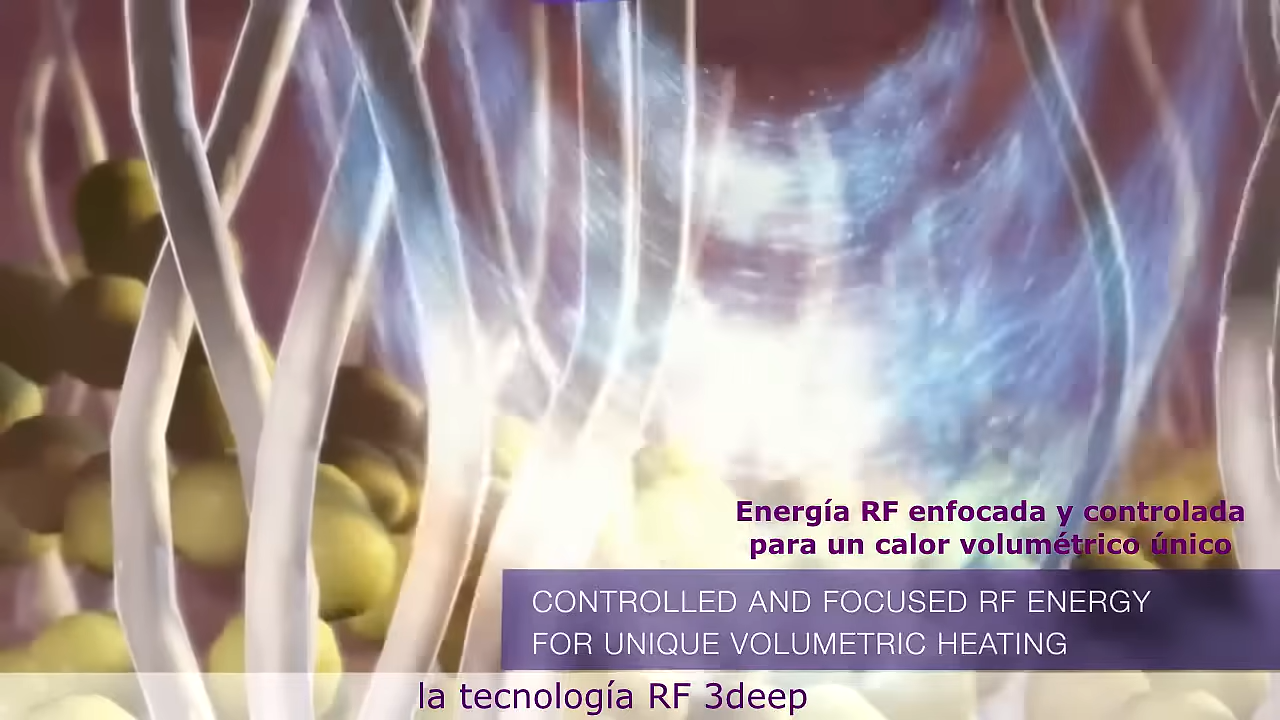 Energía RF enfocada y controlada
para un calor volumétrico único
CONTROLLED AND FOCUSED RF ENERGY
FOR UNIQUE VOLUMETRIC HEATING
la tecnología RF 3deep